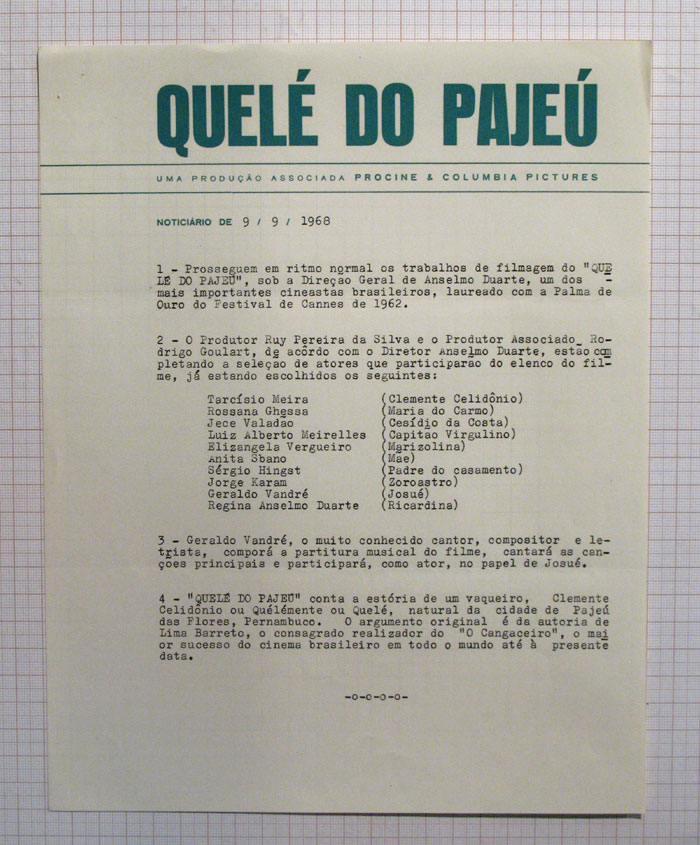 QUELÉ DO PAJEÚ
UMA PRODUÇÃO ASSOCIADA PROCINE & COLUMBIA PICTURES
NOTICIÁRIO DE 9 / 9 / 1968
1 - Prosseguem em ritmo normal os trabalhos de filmagem do "QUE
LÉ DO PAJEÚ", sob a Direção Geral de Anselmo Duarte, um dos -
mais importantes cineastas brasileiros, laureado com a Palma de
Ouro do Festival de Cannes de 1962.
2 - O Produtor Ruy Pereira da Silva e o Produtor Associado Ro-
drigo Goulart, de acôrdo com o Diretor Anselmo Duarte, estão com
pletando a seleção de atores que participarão do elenco do fil-
me, já estando escolhidos os seguintes:
Tarcísio Meira (Clemente Celidônio)
Rossana Ghessa (Maria do Carmo)
Jece Valadão (Cesídio da Costa)
Luiz Alberto Meirelles (Capitão Virgulino)
Elizangela Vergueiro (Marizolina)
Anita Sbano (Mãe)
Sérgio Hingst (Padre do casamento)
Jorge Karam (Zoroastro)
Geraldo Vandré (Josué)
Regina Anselmo Duarte (Ricardina)
3 - Geraldo Vandré, o muito conhecido cantor, compositor e le-
trista, comporá a partitura musical do filme, cantará as can-
ções principais e participará, como ator, no papel de Josué.
4 - "QUELÉ DO PAJEÚ" conta a estória de um vaqueiro, Clemente
Celidônio ou Quélémente ou Quelé, natural da cidade de Pajeú
das Flores, Pernambuco. O argumento original é da autoria de
Lima Barreto, o consagrado realizador do "O Cangaceiro", o mai
or sucesso do cinema brasileiro em todo o mundo até à presente
data.
-o-o-o-o-